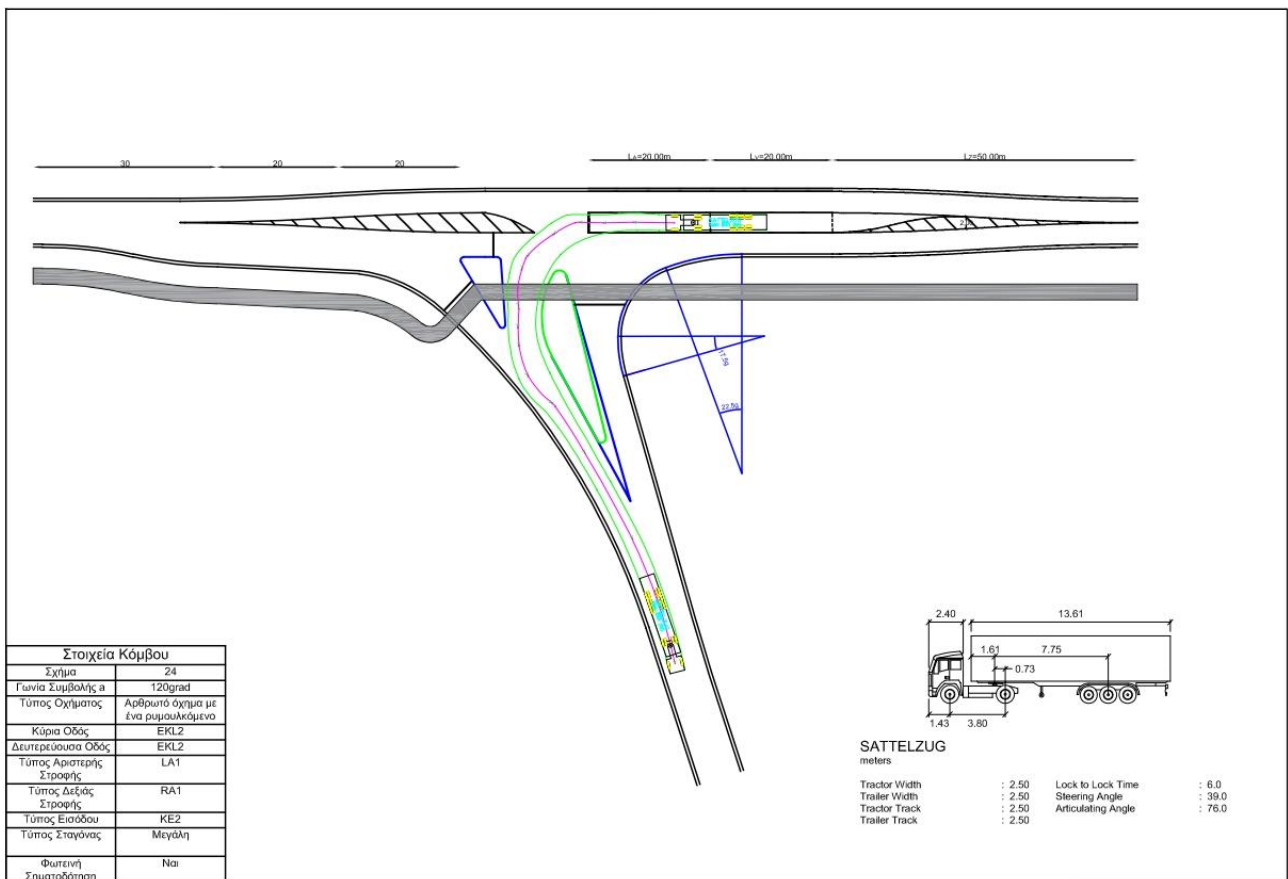 30
20
20
LA=20.00m
LV=20.00m
LZ=50.00m
17.5g
22.5g
Στοιχεία Κόμβου
Σχήμα 24
Γωνία Συμβολής a 120grad
Τύπος Οχήματος Αρθρωτό όχημα με
ένα ρυμουλκόμενο
Κύρια Οδός EKL2
Δευτερεύουσα Οδός EKL2
Τύπος Αριστερής LA1
Στροφής
Τύπος Δεξιάς RA1
Στροφής
Τύπος Εισόδου KE2
Τύπος Σταγόνας Μεγάλη
Φωτεινή Ναι
Σηματοδότηση
2.40
13.61
1.61
7.75
0.73
1.43
3.80
SATTELZUG
meters
Tractor Width : 2.50 Lock to Lock Time : 6.0
Trailer Width : 2.50 Steering Angle : 39.0
Tractor Track : 2.50 Articulating Angle : 76.0
Trailer Track : 2.50